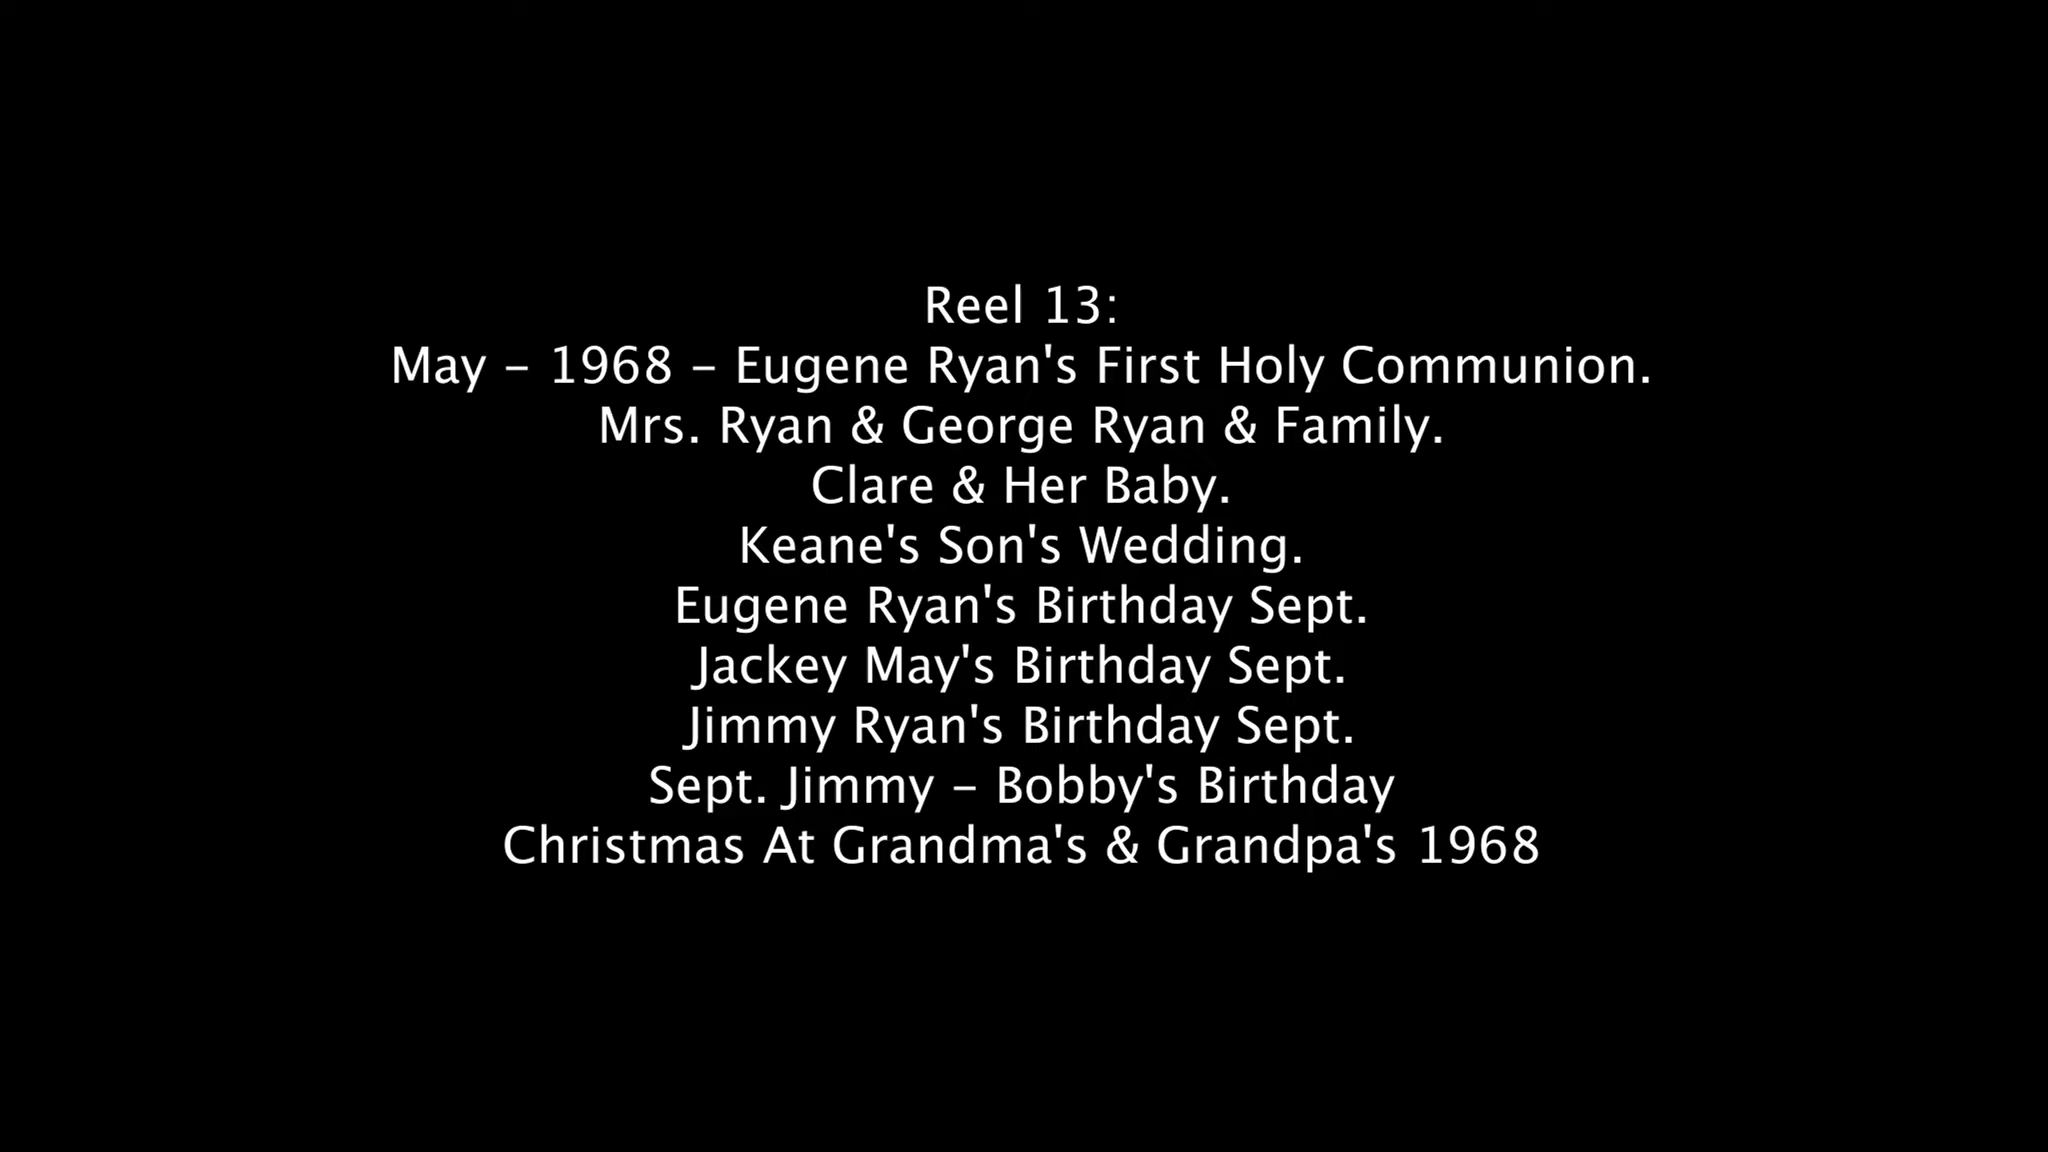 Reel 13:
May - 1968 - Eugene Ryan's First Holy Communion.
Mrs. Ryan & George Ryan & Family.
Clare & Her Baby.
Keane's Son's Wedding.
Eugene Ryan's Birthday Sept.
Jackey May's Birthday Sept.
Jimmy Ryan's Birthday Sept.
Sept. Jimmy - Bobby's Birthday
Christmas At Grandma's & Grandpa's 1968